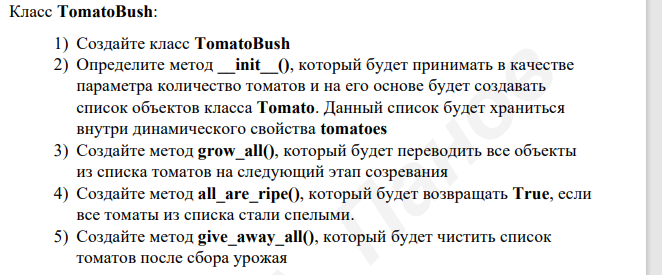 Класс TomatoBush:
1) Создайте класс TomatoBush
2) Определите метод __init__(), который будет принимать в качестве
параметра количество томатов и на его основе будет создавать
список объектов класса Tomato. Данный список будет храниться
внутри динамического свойства tomatoes
3) Создайте метод grow_all(), который будет переводить все объекты
из списка томатов на следующий этап созревания
4) Создайте метод all_are_ripe(), который будет возвращать True, если
все томаты из списка стали спелыми.
5) Создайте метод give_away_all(), который будет чистить список
томатов после сбора урожая